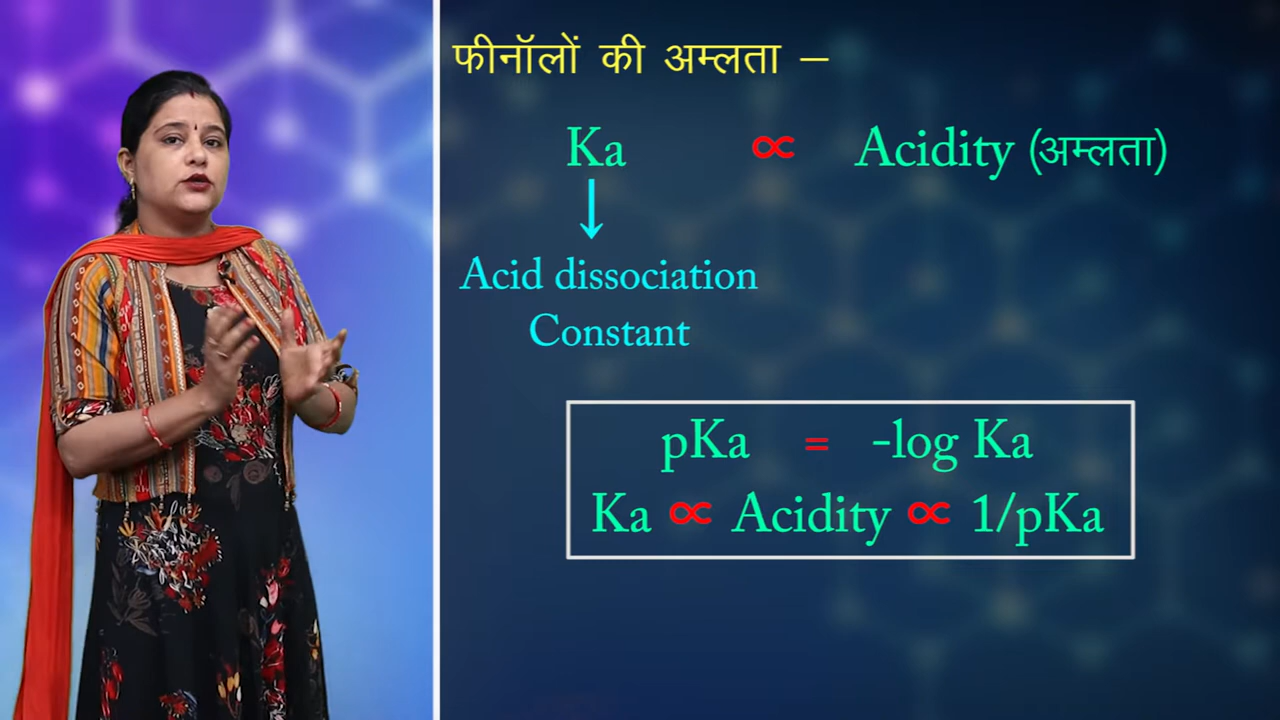 फीनॉलों की अम्लता –
Ka ∝ Acidity (अम्लता)
↓
Acid dissociation
Constant
pKa = -log Ka
Ka ∝ Acidity ∝ 1/pKa